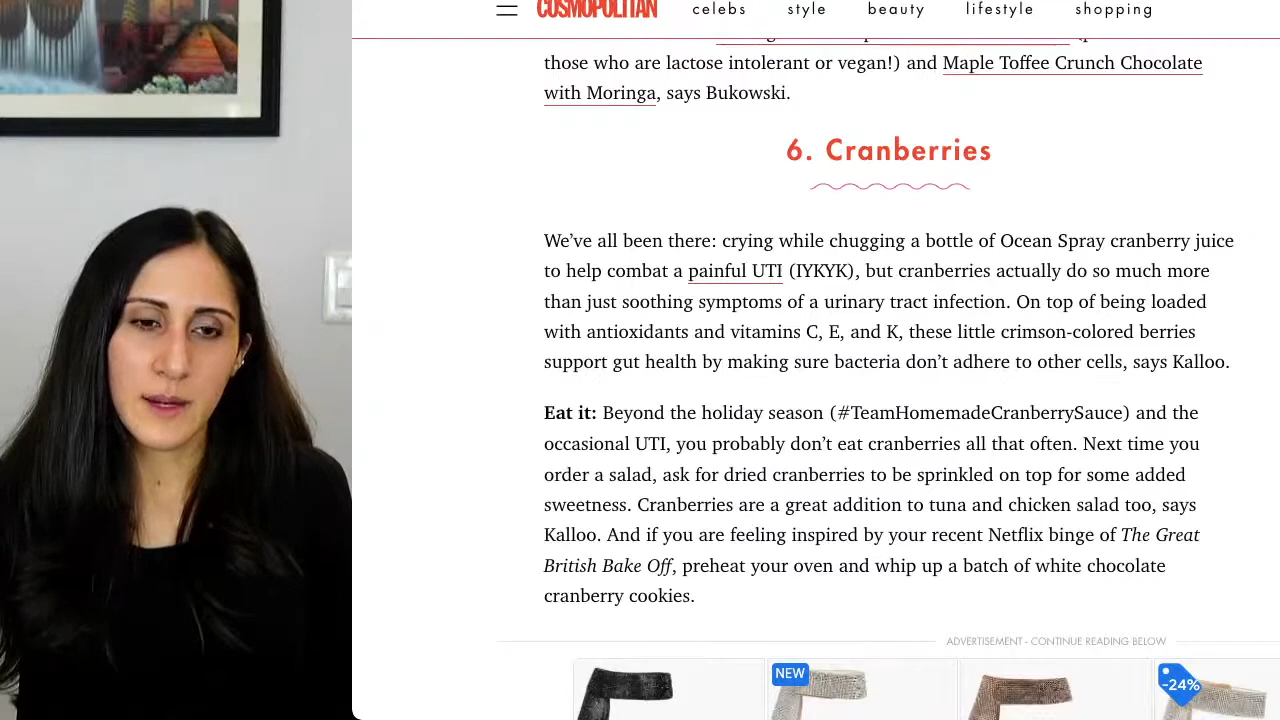 COSMOPOLITAN celebs style beauty lifestyle shopping
those who are lactose intolerant or vegan!) and Maple Toffee Crunch Chocolate
with Moringa, says Bukowski.
6. Cranberries
We’ve all been there: crying while chugging a bottle of Ocean Spray cranberry juice
to help combat a painful UTI (IYKYK), but cranberries actually do so much more
than just soothing symptoms of a urinary tract infection. On top of being loaded
with antioxidants and vitamins C, E, and K, these little crimson-colored berries
support gut health by making sure bacteria don’t adhere to other cells, says Kalloo.
Eat it: Beyond the holiday season (#TeamHomemadeCranberrySauce) and the
occasional UTI, you probably don’t eat cranberries all that often. Next time you
order a salad, ask for dried cranberries to be sprinkled on top for some added
sweetness. Cranberries are a great addition to tuna and chicken salad too, says
Kalloo. And if you are feeling inspired by your recent Netflix binge of The Great
British Bake Off, preheat your oven and whip up a batch of white chocolate
cranberry cookies.
ADVERTISEMENT - CONTINUE READING BELOW
NEW
-24%